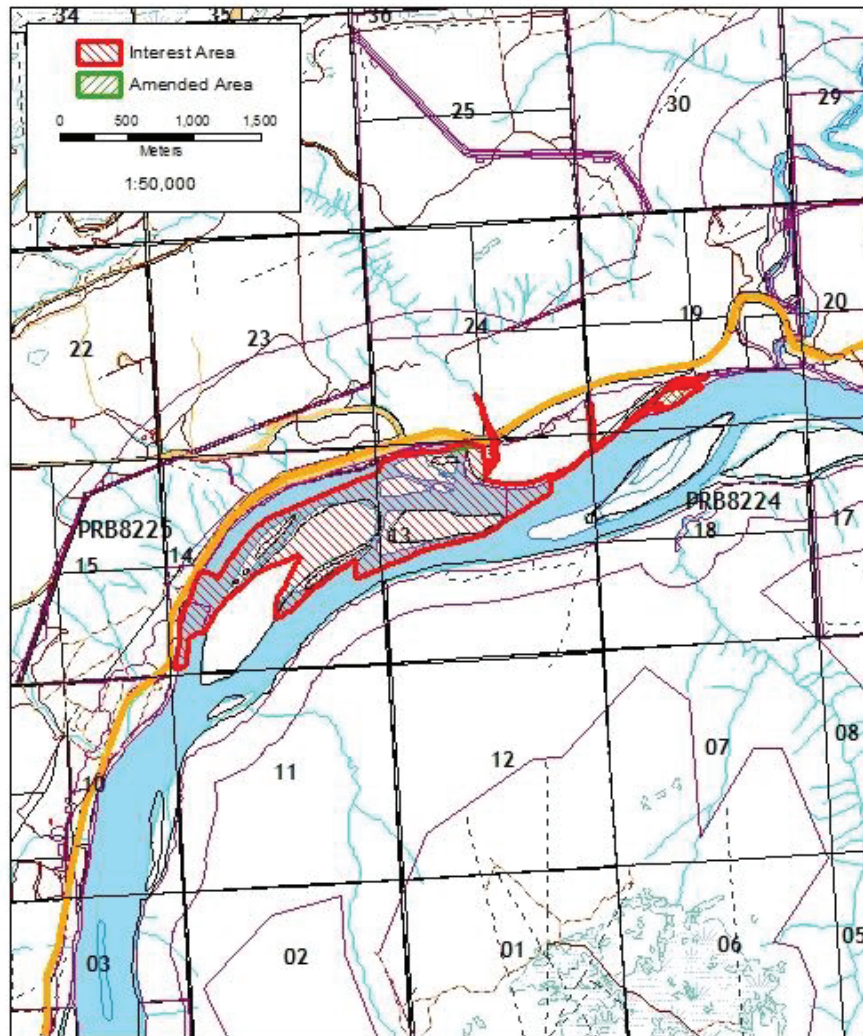 34 35 36
Interest Area
Amended Area
0 500 1,000 1,500
Meters
1:50,000
25 30 29
22 23 24 19 20
E
PRB8226 PRB8224
15 14 13 18 17
11 12 07 08
10
03 02 01 06 05